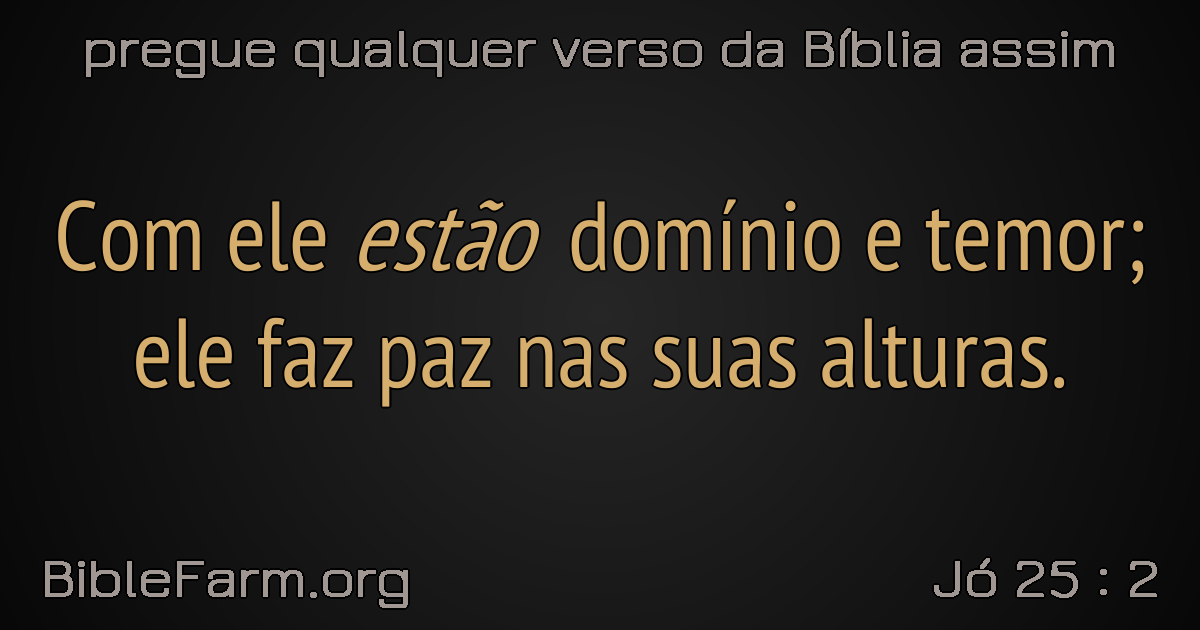 pregue qualquer verso da Bíblia assim
Com ele estão domínio e temor;
ele faz paz nas suas alturas.
BibleFarm.org
Jó 25 : 2